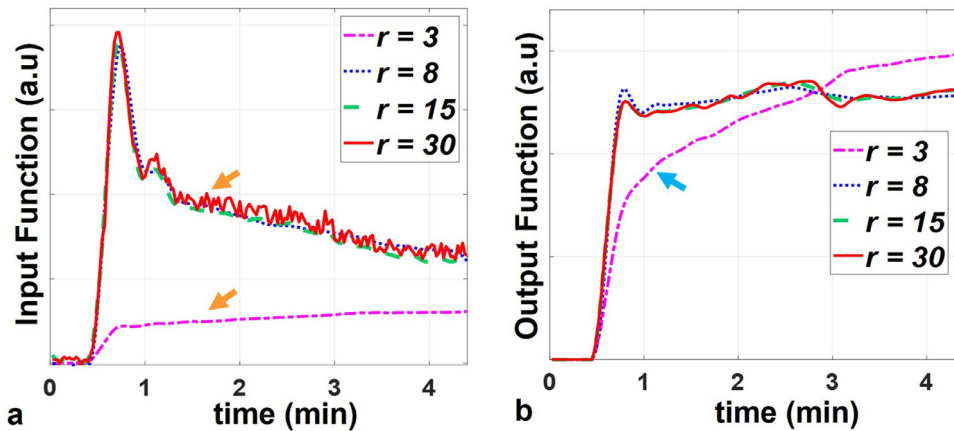 Input Function (a.u)
r = 3
r = 8
r = 15
r = 30
0 1 2 3 4
time (min)
a
Output Function (a.u)
r = 3
r = 8
r = 15
r = 30
0 1 2 3 4
time (min)
b